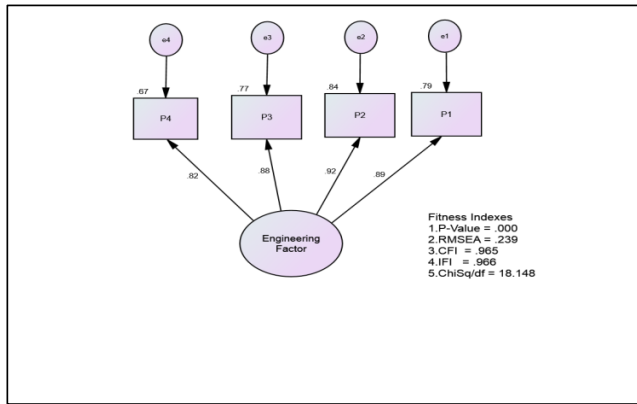 e4
e3
e2
e1
.67
.77
.84
.79
P4
P3
P2
P1
.82
.88
.92
.89
Engineering
Factor
Fitness Indexes
1.P-Value = .000
2.RMSEA = .239
3.CFI = .965
4.IFI = .966
5.ChiSq/df = 18.148